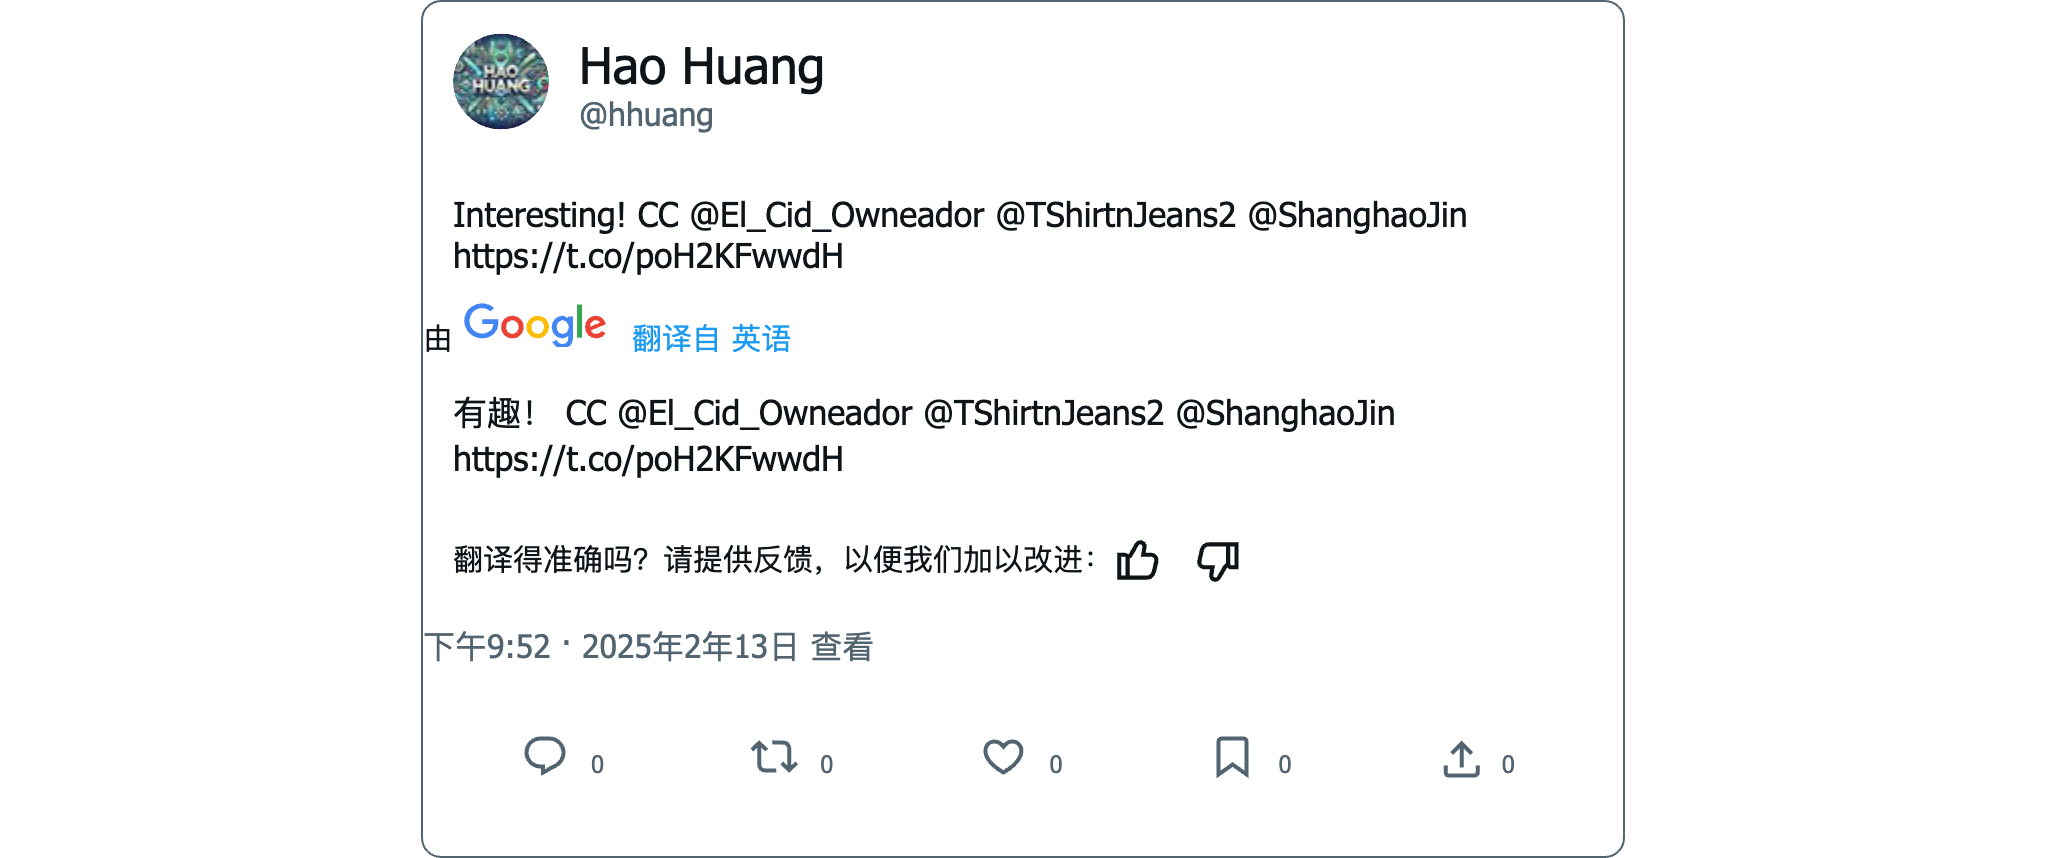 HAO
HUANG
Hao Huang
@hhuang
Interesting! CC @El_Cid_Owneador @TShirtnJeans2 @ShanghaoJin
https://t.co/poH2KFwwdH
由 Google 翻译自 英语
有趣！ CC @El_Cid_Owneador @TShirtnJeans2 @ShanghaoJin
https://t.co/poH2KFwwdH
翻译得准确吗？请提供反馈，以便我们加以改进：
下午9:52 · 2025年2年13日 查看
0 0 0 0 0